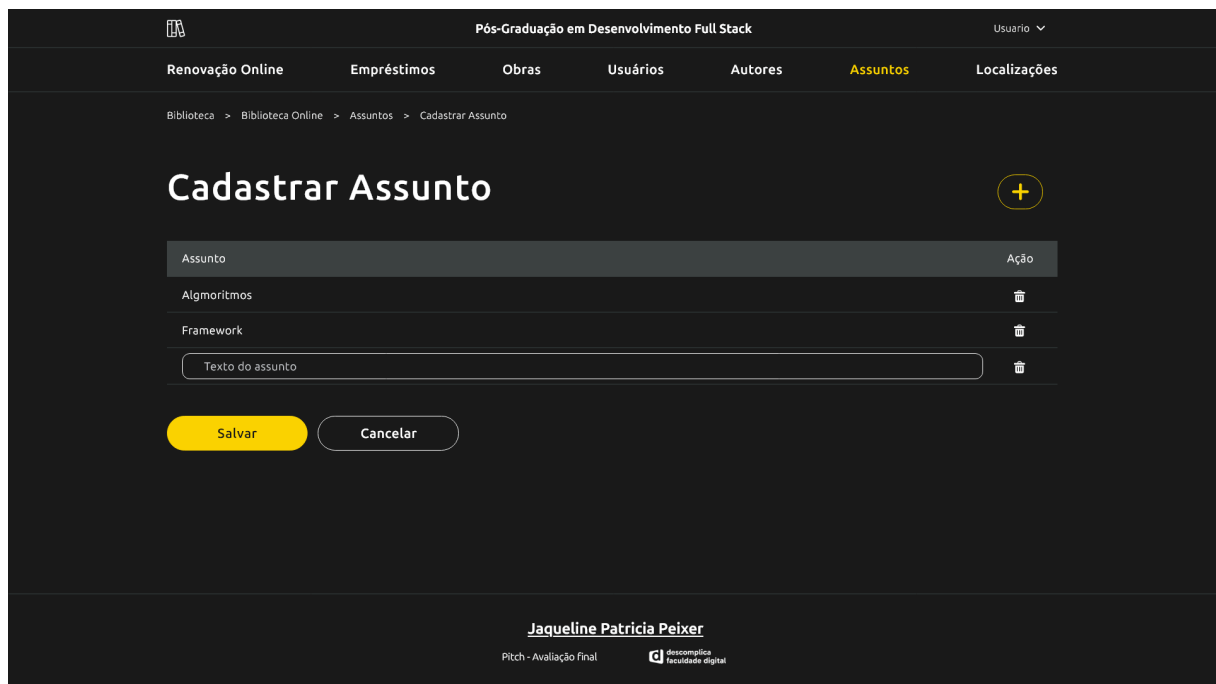 Pós-Graduação em Desenvolvimento Full Stack Usuario
Renovação Online Empréstimos Obras Usuários Autores Assuntos Localizações
Biblioteca > Biblioteca Online > Assuntos > Cadastrar Assunto
Cadastrar Assunto
Assunto Ação
Algmoritmos
Framework
Texto do assunto
Salvar Cancelar
Jaqueline Patricia Peixer
Pitch - Avaliação final
descomplica
faculdade digital